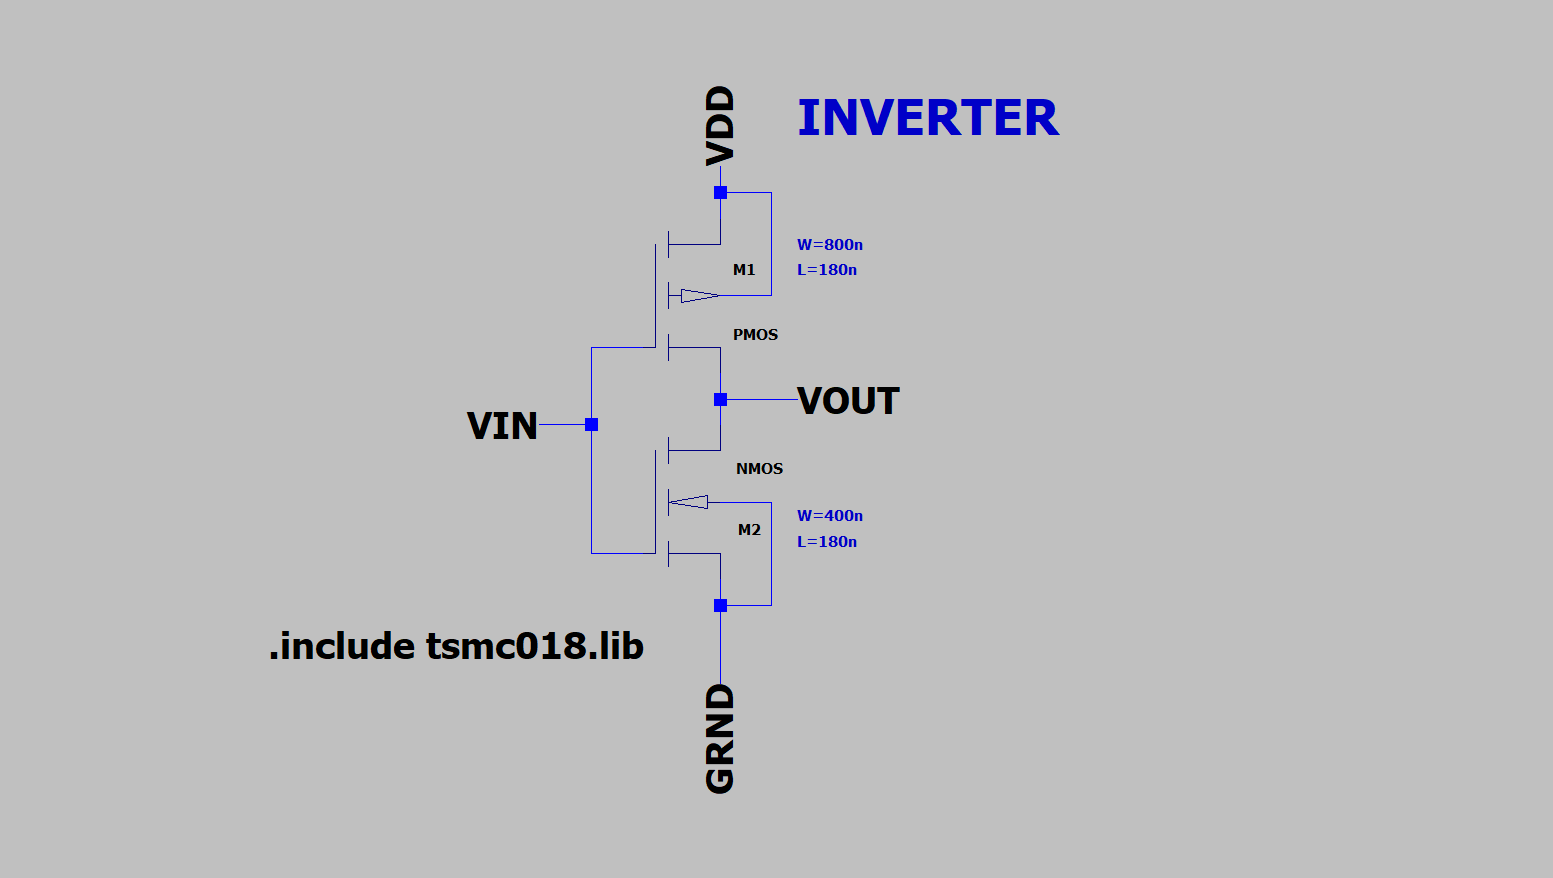 VDD
INVERTER
W=800n
L=180n
M1
PMOS
VOUT
VIN
NMOS
W=400n
L=180n
M2
.include tsmc018.lib
GRND